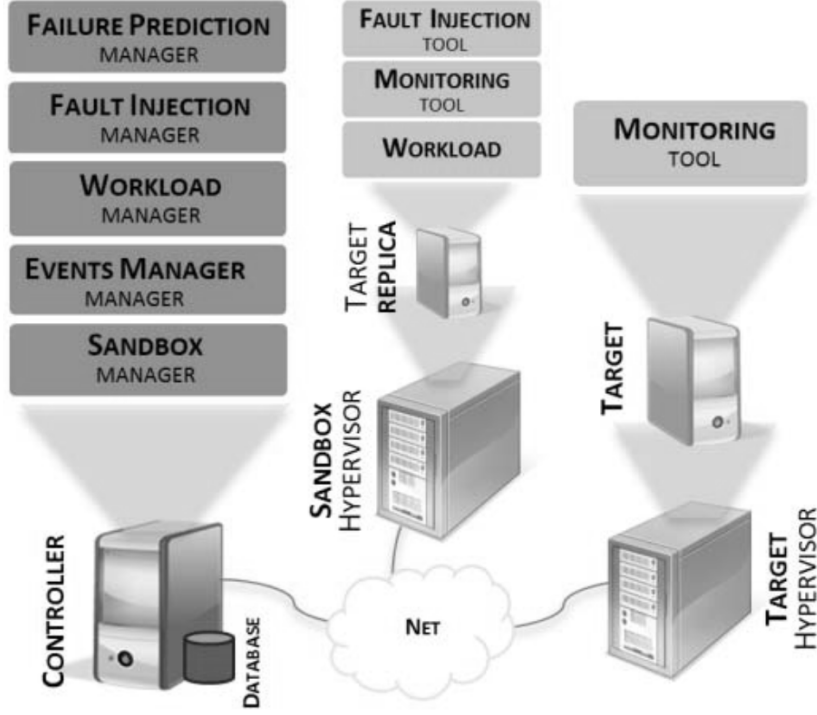 FAILURE PREDICTION
MANAGER
FAULT INJECTION
MANAGER
WORKLOAD
MANAGER
EVENTS MANAGER
MANAGER
SANDBOX
MANAGER
CONTROLLER
DATABASE
FAULT INJECTION
TOOL
MONITORING
TOOL
WORKLOAD
TARGET
REPLICA
SANDBOX
HYPERVISOR
NET
MONITORING
TOOL
TARGET
TARGET
HYPERVISOR